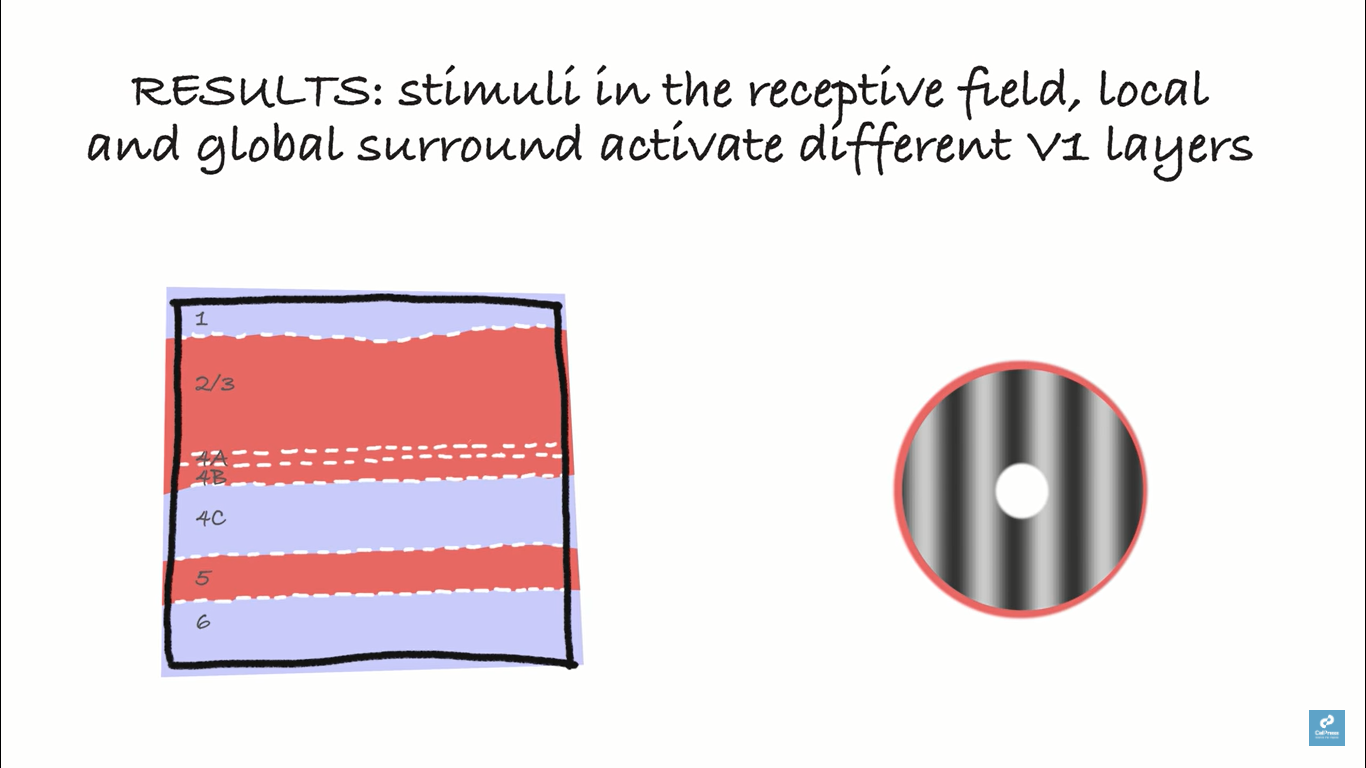 RESULTS: stimuli in the receptive field, local
and global surround activate different V1 layers
1
2/3
4A
4B
4C
5
6
CellPress